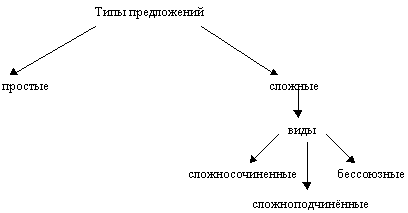 Типы предложений
простые сложные
виды
сложносочиненные бессоюзные
сложноподчинённые